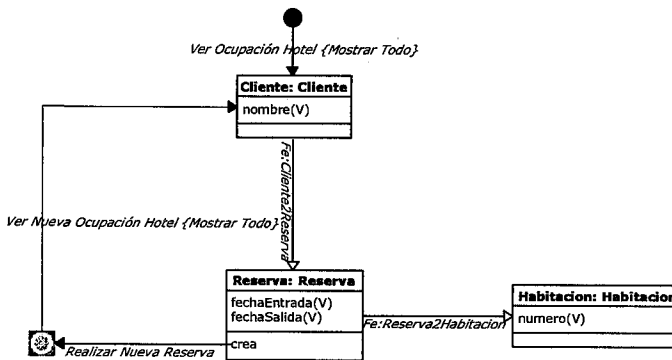 Ver Ocupación Hotel {Mostrar Todo}
Cliente: Cliente
nombre(V)
Fe:Cliente2Reserva
Ver Nueva Ocupación Hotel {Mostrar Todo}
Reserva: Reserva
fechaEntrada(V)
fechaSalida(V)
crea
Fe:Reserva2Habitacion
Habitacion: Habitacion
numero(V)
Realizar Nueva Reserva